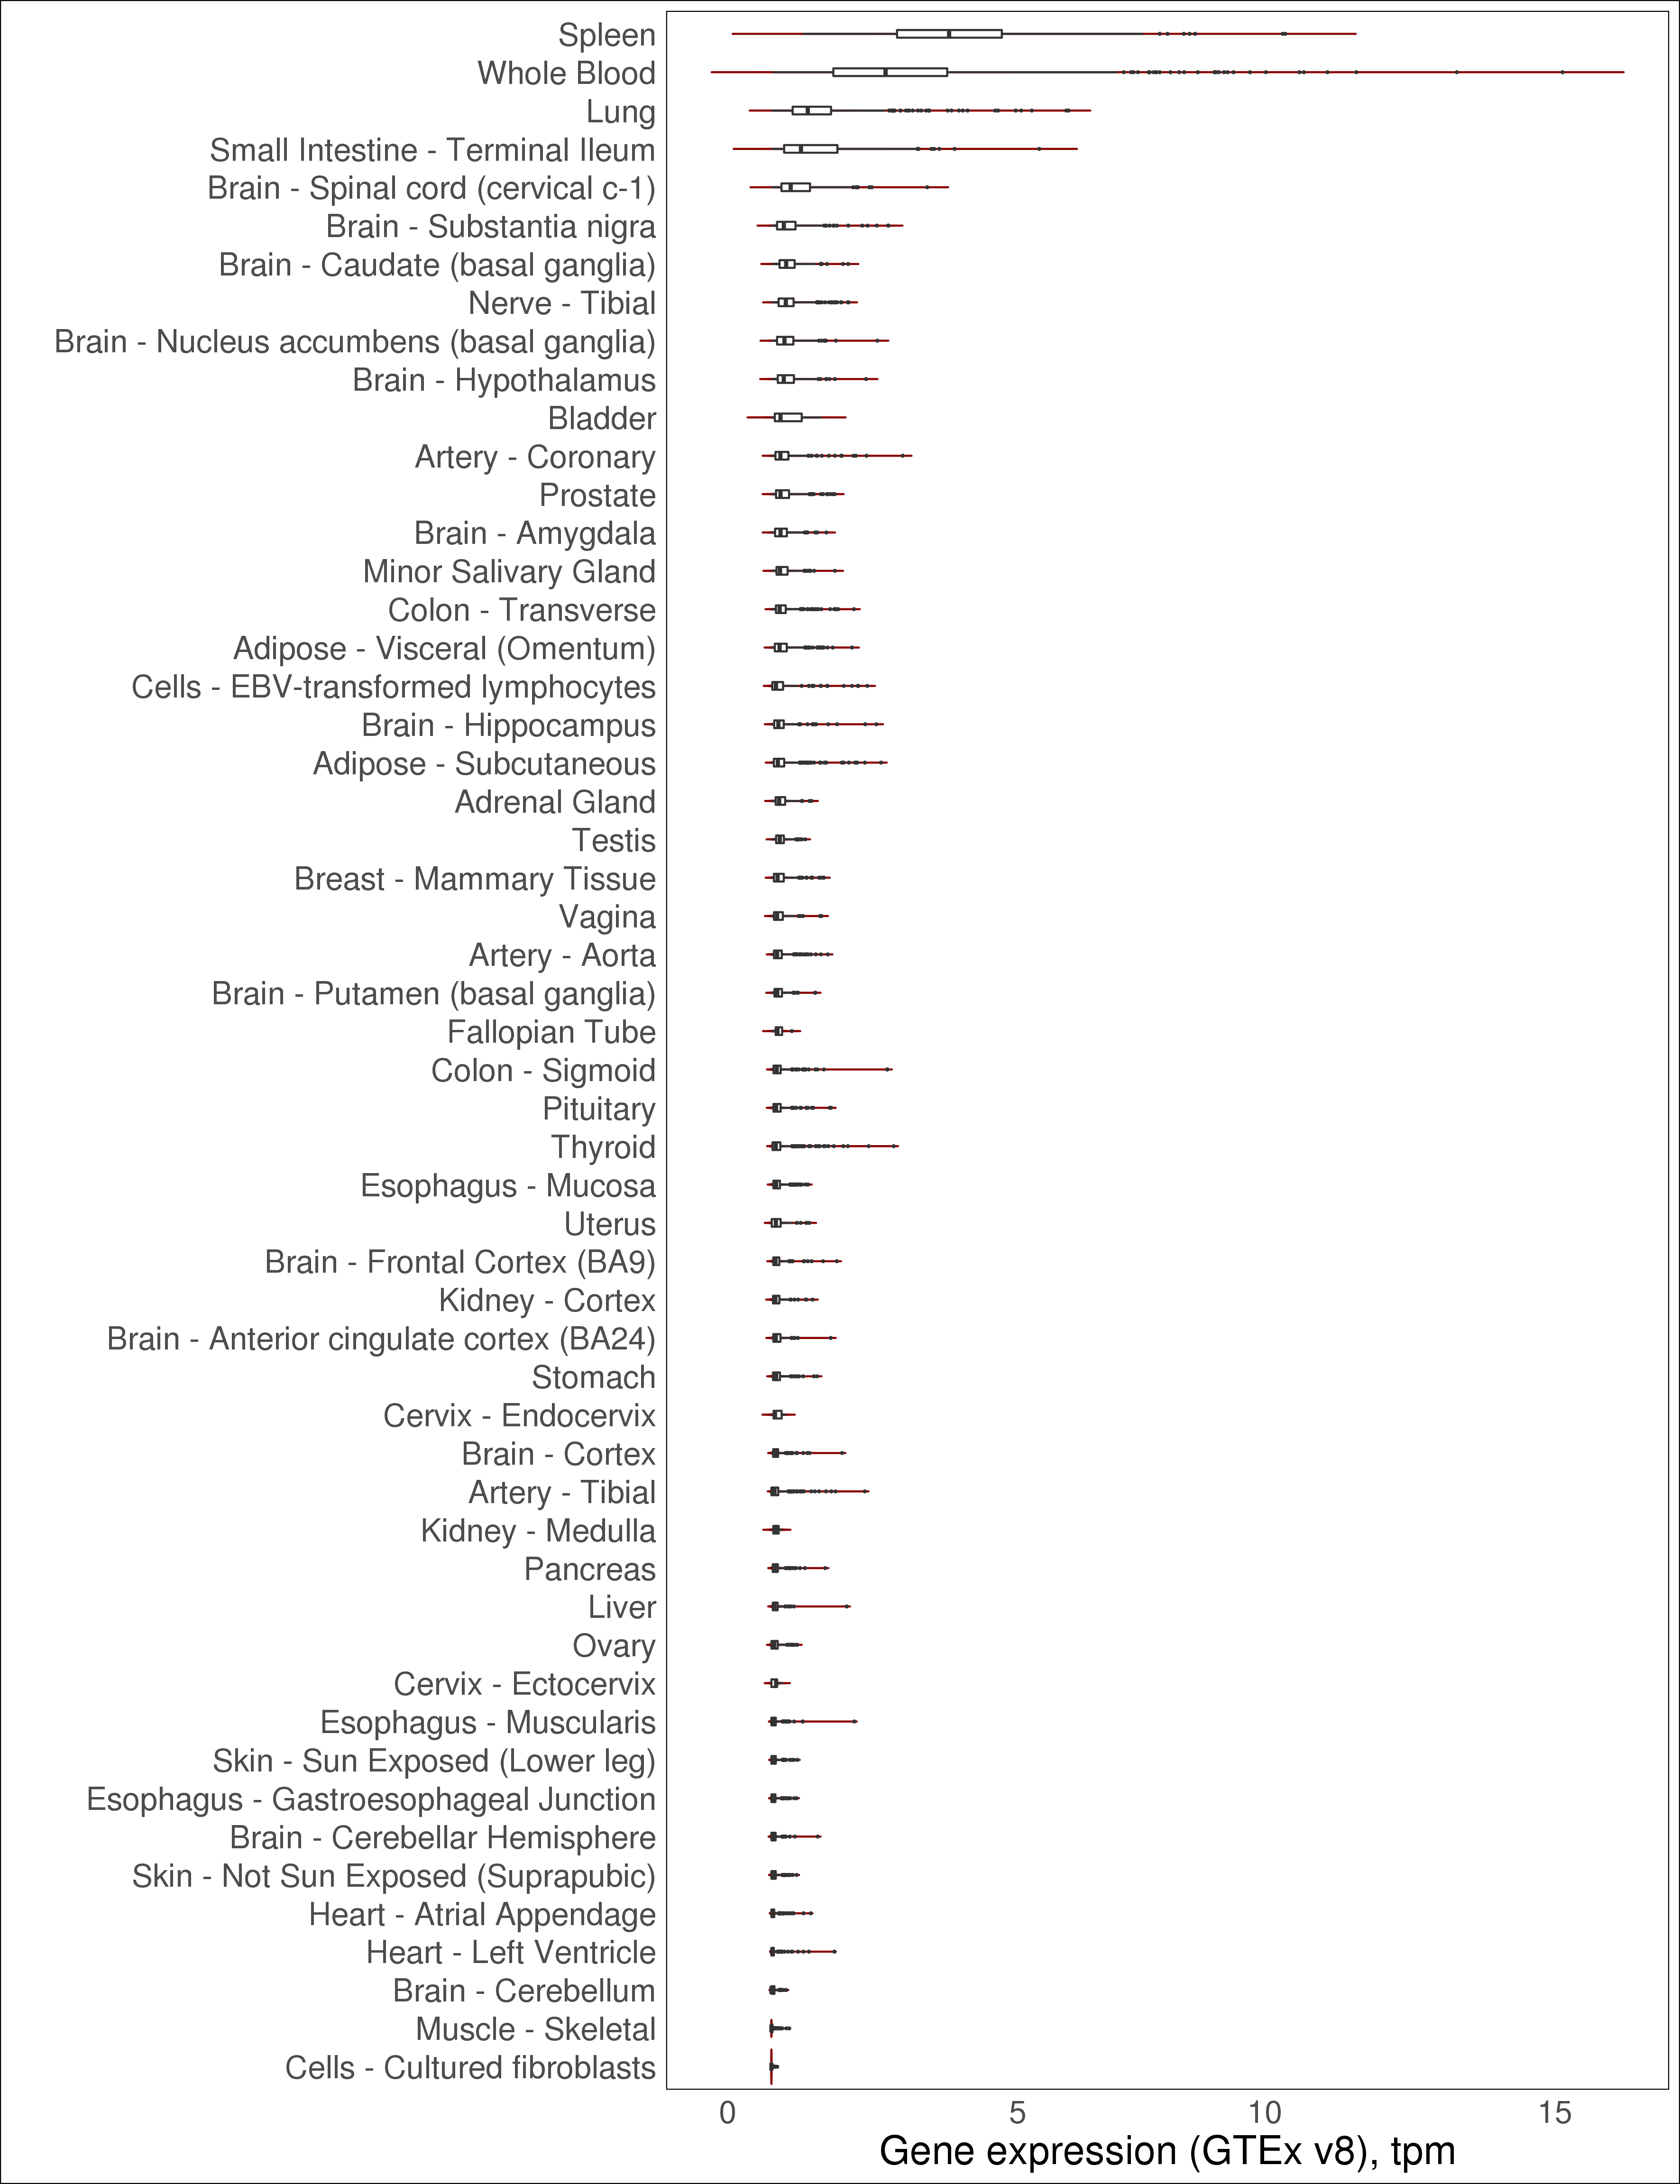 Spleen
Whole Blood
Lung
Small Intestine - Terminal Ileum
Brain - Spinal cord (cervical c-1)
Brain - Substantia nigra
Brain - Caudate (basal ganglia)
Nerve - Tibial
Brain - Nucleus accumbens (basal ganglia)
Brain - Hypothalamus
Bladder
Artery - Coronary
Prostate
Brain - Amygdala
Minor Salivary Gland
Colon - Transverse
Adipose - Visceral (Omentum)
Cells - EBV-transformed lymphocytes
Brain - Hippocampus
Adipose - Subcutaneous
Adrenal Gland
Testis
Breast - Mammary Tissue
Vagina
Artery - Aorta
Brain - Putamen (basal ganglia)
Fallopian Tube
Colon - Sigmoid
Pituitary
Thyroid
Esophagus - Mucosa
Uterus
Brain - Frontal Cortex (BA9)
Kidney - Cortex
Brain - Anterior cingulate cortex (BA24)
Stomach
Cervix - Endocervix
Brain - Cortex
Artery - Tibial
Kidney - Medulla
Pancreas
Liver
Ovary
Cervix - Ectocervix
Esophagus - Muscularis
Skin - Sun Exposed (Lower leg)
Esophagus - Gastroesophageal Junction
Brain - Cerebellar Hemisphere
Skin - Not Sun Exposed (Suprapubic)
Heart - Atrial Appendage
Heart - Left Ventricle
Brain - Cerebellum
Muscle - Skeletal
Cells - Cultured fibroblasts
0 5 10 15
Gene expression (GTEx v8), tpm